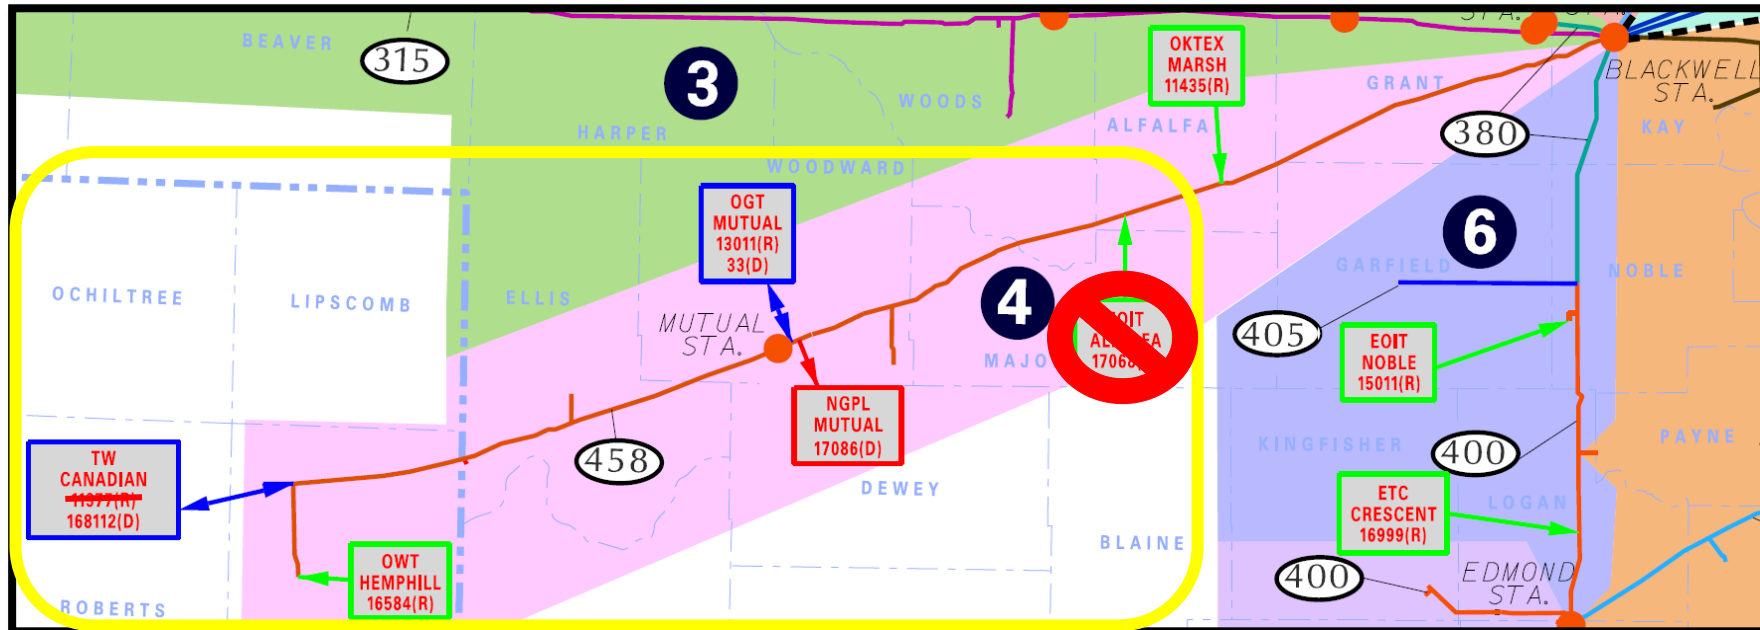 BEAVER
315
3
HARPER
WOODS
WOODWARD
OKTEX
MARSH
11435(R)
ALFALFA
GRANT
STA.
BLACKWELL
STA.
380
KAY
OCHILTREE
LIPSCOMB
ELLIS
OGT
MUTUAL
13011(R)
33(D)
MUTUAL
STA.
4
MAJO
6
GARFIELD
NOBLE
405
EOIT
NOBLE
15011(R)
NGPL
MUTUAL
17086(D)
458
TW
CANADIAN
11377(R)
168112(D)
OWT
HEMPHILL
16584(R)
ROBERTS
DEWEY
BLAINE
KINGFISHER
400
PAYNE
ETC
CRESCENT
16999(R)
LOGAN
400
EDMOND
STA.